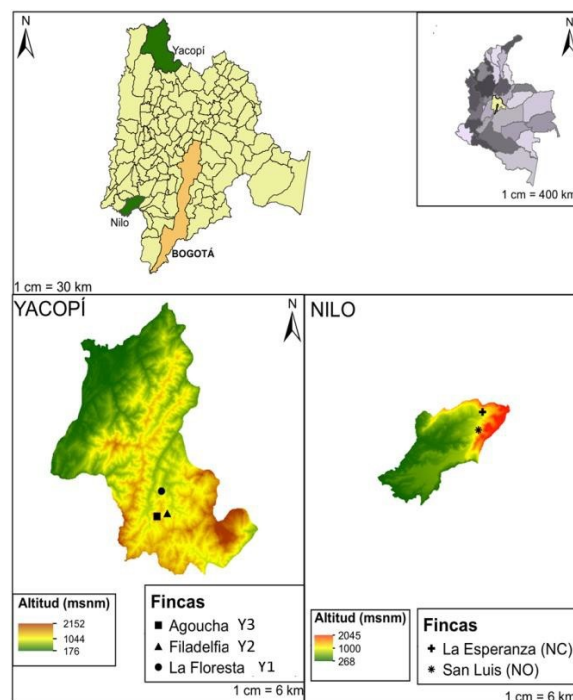 N
Yacopí
Nilo
BOGOTÁ
1 cm = 30 km
N
1 cm = 400 km
YACOPÍ
N
Altitud (msnm)
2152
1044
176
Fincas
Agoucha Y3
Filadelfia Y2
La Floresta Y1
1 cm = 6 km
NILO
N
Altitud (msnm)
2045
1000
268
Fincas
La Esperanza (NC)
San Luis (NO)
1 cm = 6 km